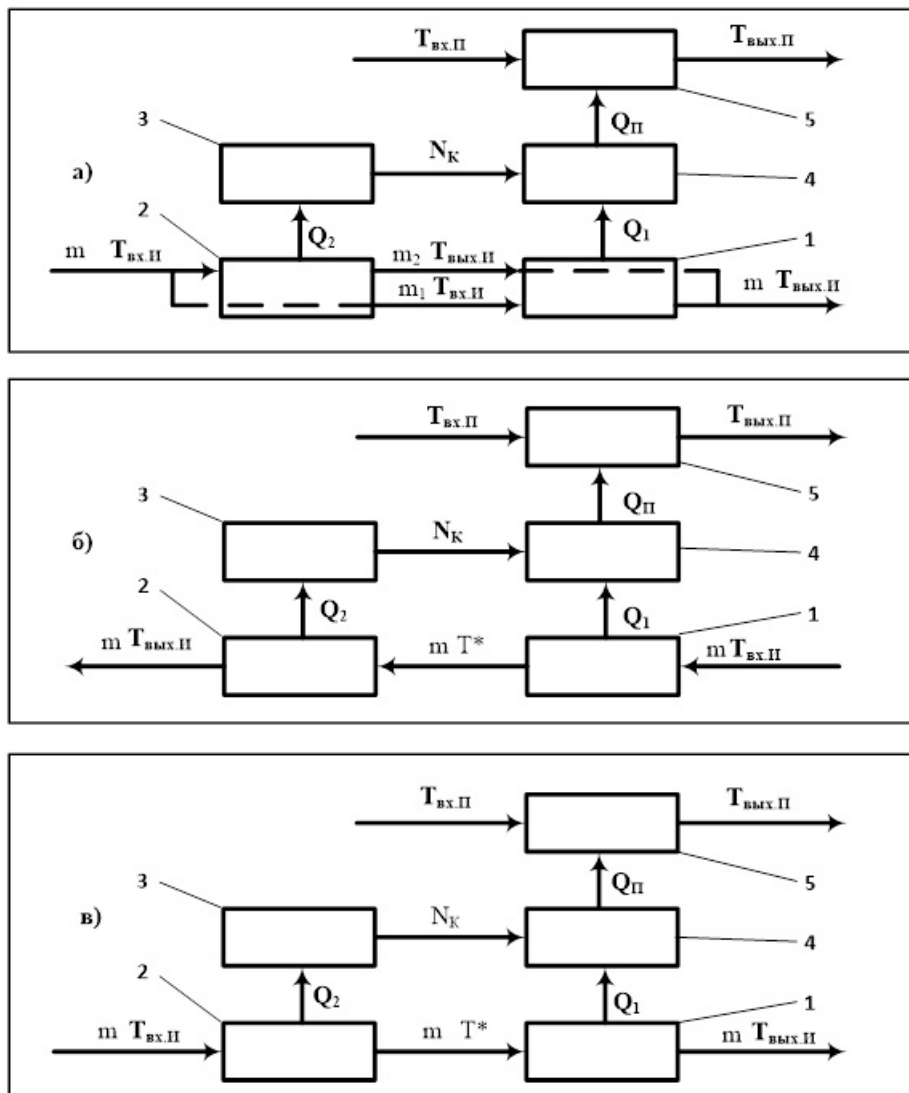 Tвх.П Tвых.П
3 5
QП
NК
а)
4
2 1
Q2 Q1
m Tвх.И m2 Tвых.И
m1 Tвх.И m Tвых.И
Tвх.П Tвых.П
3 5
QП
NК
б)
4
2 1
Q2 Q1
m Tвых.И m T* m Tвх.И
Tвх.П Tвых.П
3 5
QП
NК
в)
4
2 1
Q2 Q1
m Tвх.И m T* m Tвых.И